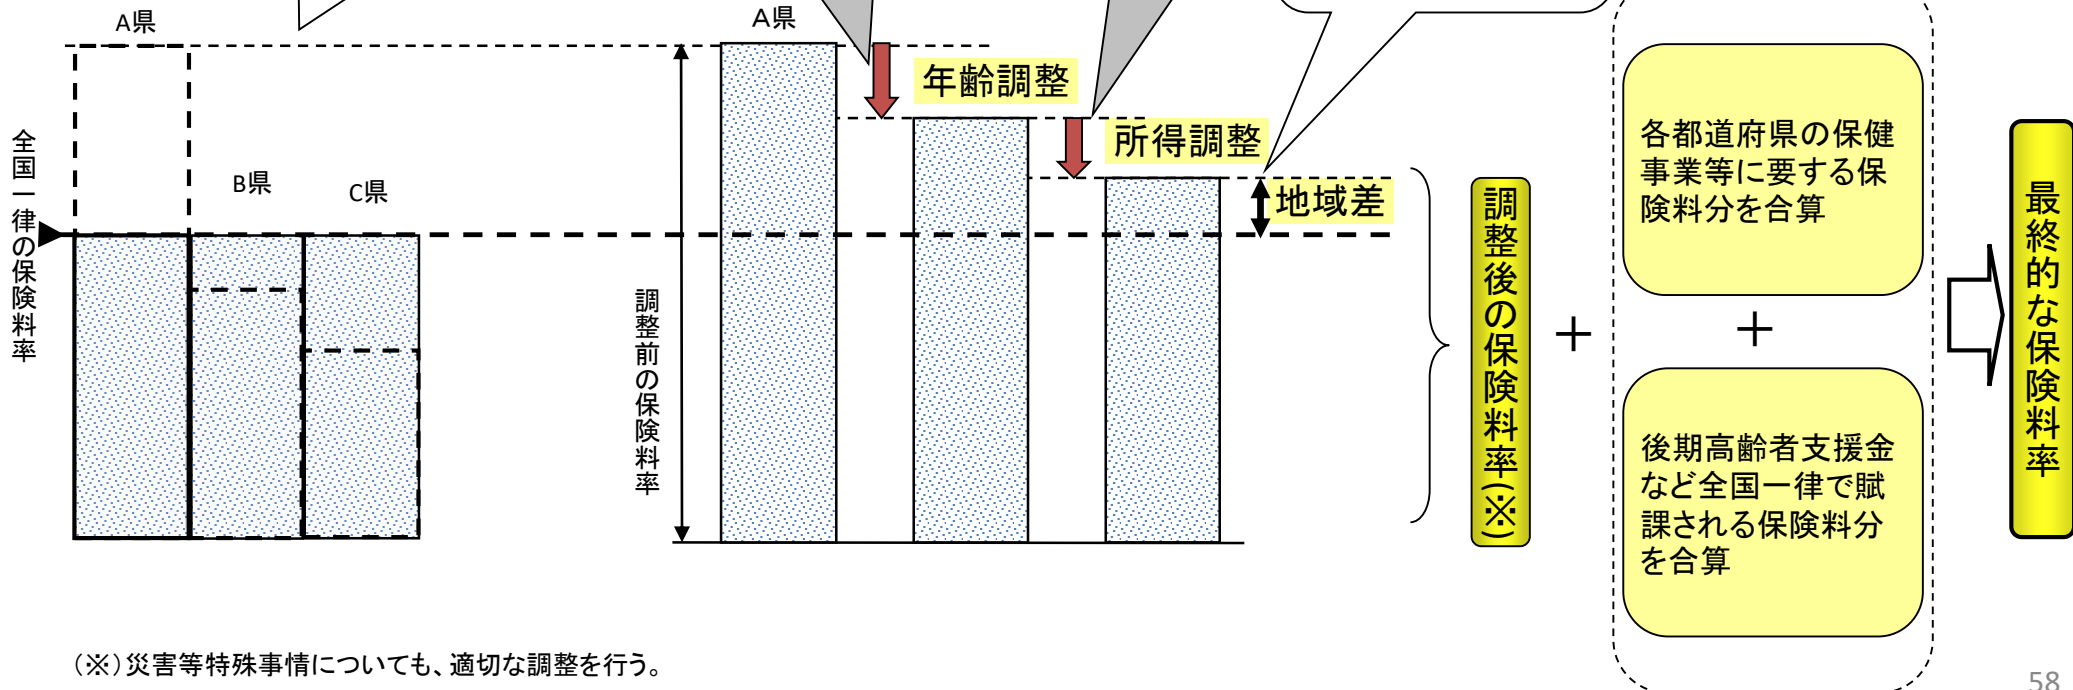 A県
全国一律の保険料率
B県
C県
A県
調整前の保険料率
年齢調整
所得調整
地域差
調整後の保険料率(※)
＋
各都道府県の保健
事業等に要する保
険料分を合算
＋
後期高齢者支援金
など全国一律で賦
課される保険料分
を合算
最終的な保険料率
(※)災害等特殊事情についても、適切な調整を行う。
58